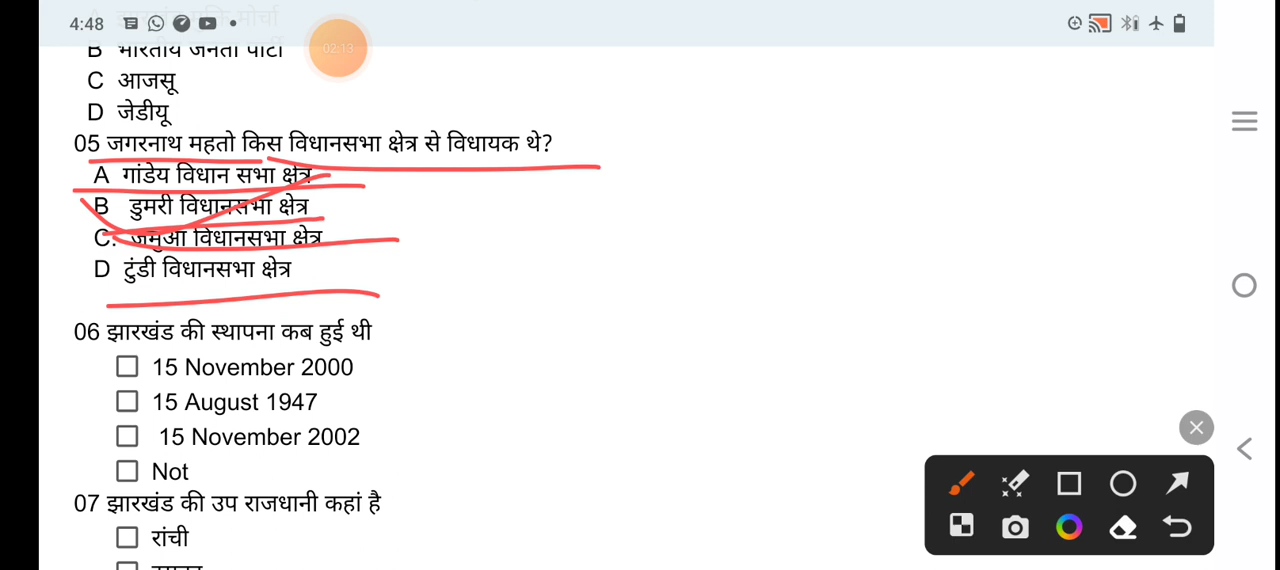 4:48
02:13
B भारतीय जनता पार्टी
C आजसू
D जेडीयू
05 जगरनाथ महतो किस विधानसभा क्षेत्र से विधायक थे?
A गांडेय विधान सभा क्षेत्र
B डुमरी विधानसभा क्षेत्र
C. जमुआ विधानसभा क्षेत्र
D टुंडी विधानसभा क्षेत्र
06 झारखंड की स्थापना कब हुई थी
15 November 2000
15 August 1947
15 November 2002
Not
07 झारखंड की उप राजधानी कहां है
रांची